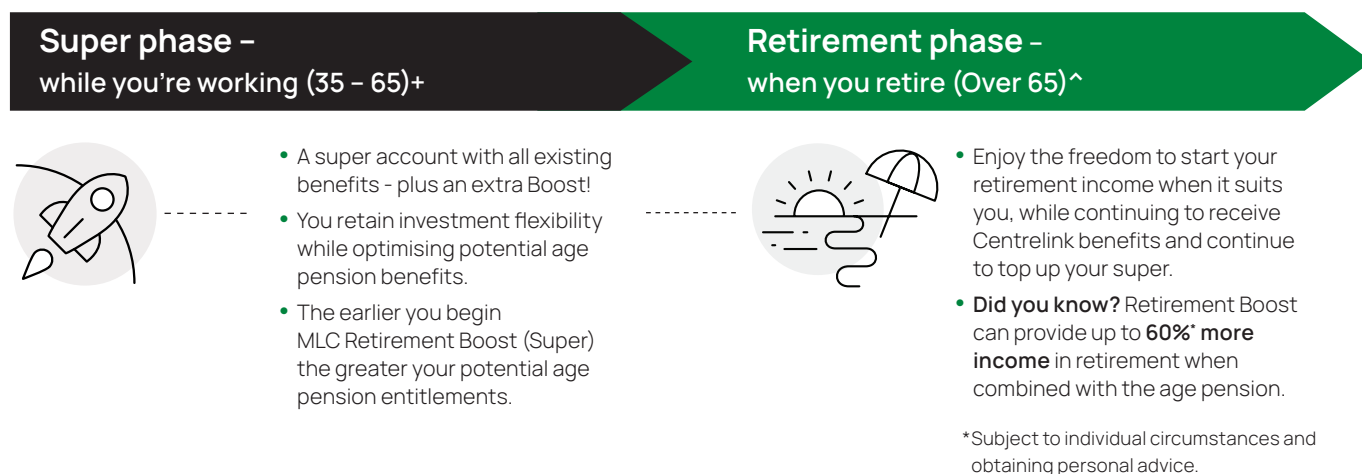 Super phase –
while you're working (35 – 65)+
Retirement phase –
when you retire (Over 65)^
• A super account with all existing
benefits - plus an extra Boost!
• You retain investment flexibility
while optimising potential age
pension benefits.
• The earlier you begin
MLC Retirement Boost (Super)
the greater your potential age
pension entitlements.
• Enjoy the freedom to start your
retirement income when it suits
you, while continuing to receive
Centrelink benefits and continue
to top up your super.
• Did you know? Retirement Boost
can provide up to 60%* more
income in retirement when
combined with the age pension.
*Subject to individual circumstances and
obtaining personal advice.